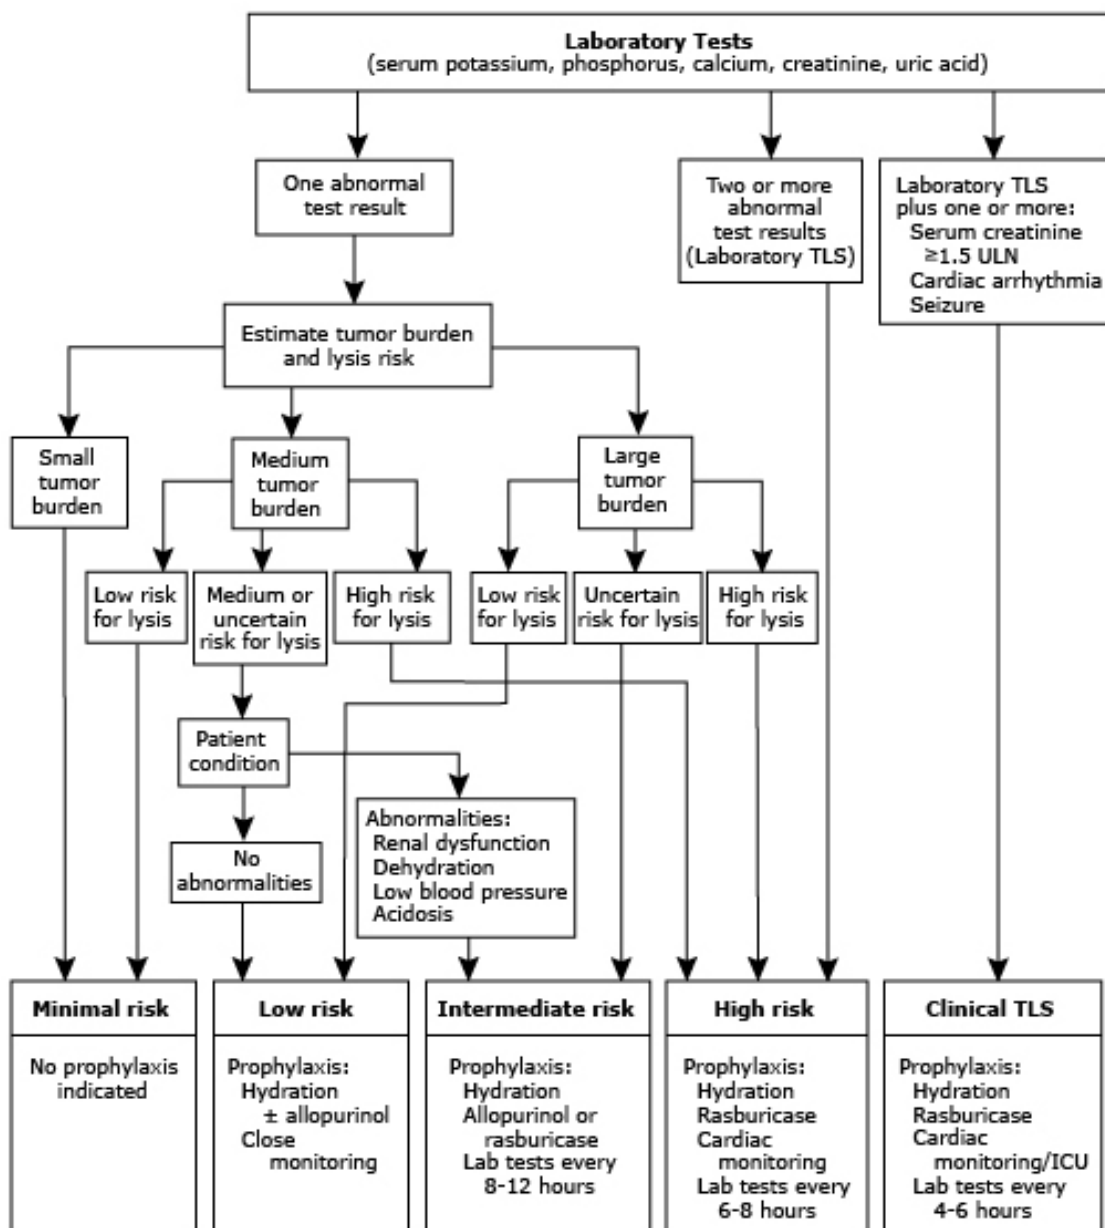 Laboratory Tests
(serum potassium, phosphorus, calcium, creatinine, uric acid)
One abnormal
test result
Two or more
abnormal
test results
(Laboratory TLS)
Laboratory TLS
plus one or more:
Serum creatinine
≥1.5 ULN
Cardiac arrhythmia
Seizure
Estimate tumor burden
and lysis risk
Small
tumor
burden
Medium
tumor
burden
Large
tumor
burden
Low risk
for lysis
Medium or
uncertain
risk for lysis
High risk
for lysis
Low risk
for lysis
Uncertain
risk for lysis
High risk
for lysis
Patient
condition
No
abnormalities
Abnormalities:
Renal dysfunction
Dehydration
Low blood pressure
Acidosis
Minimal risk
No prophylaxis
indicated
Low risk
Prophylaxis:
Hydration
± allopurinol
Close
monitoring
Intermediate risk
Prophylaxis:
Hydration
Allopurinol or
rasburicase
Lab tests every
8-12 hours
High risk
Prophylaxis:
Hydration
Rasburicase
Cardiac
monitoring
Lab tests every
6-8 hours
Clinical TLS
Prophylaxis:
Hydration
Rasburicase
Cardiac
monitoring/ICU
Lab tests every
4-6 hours